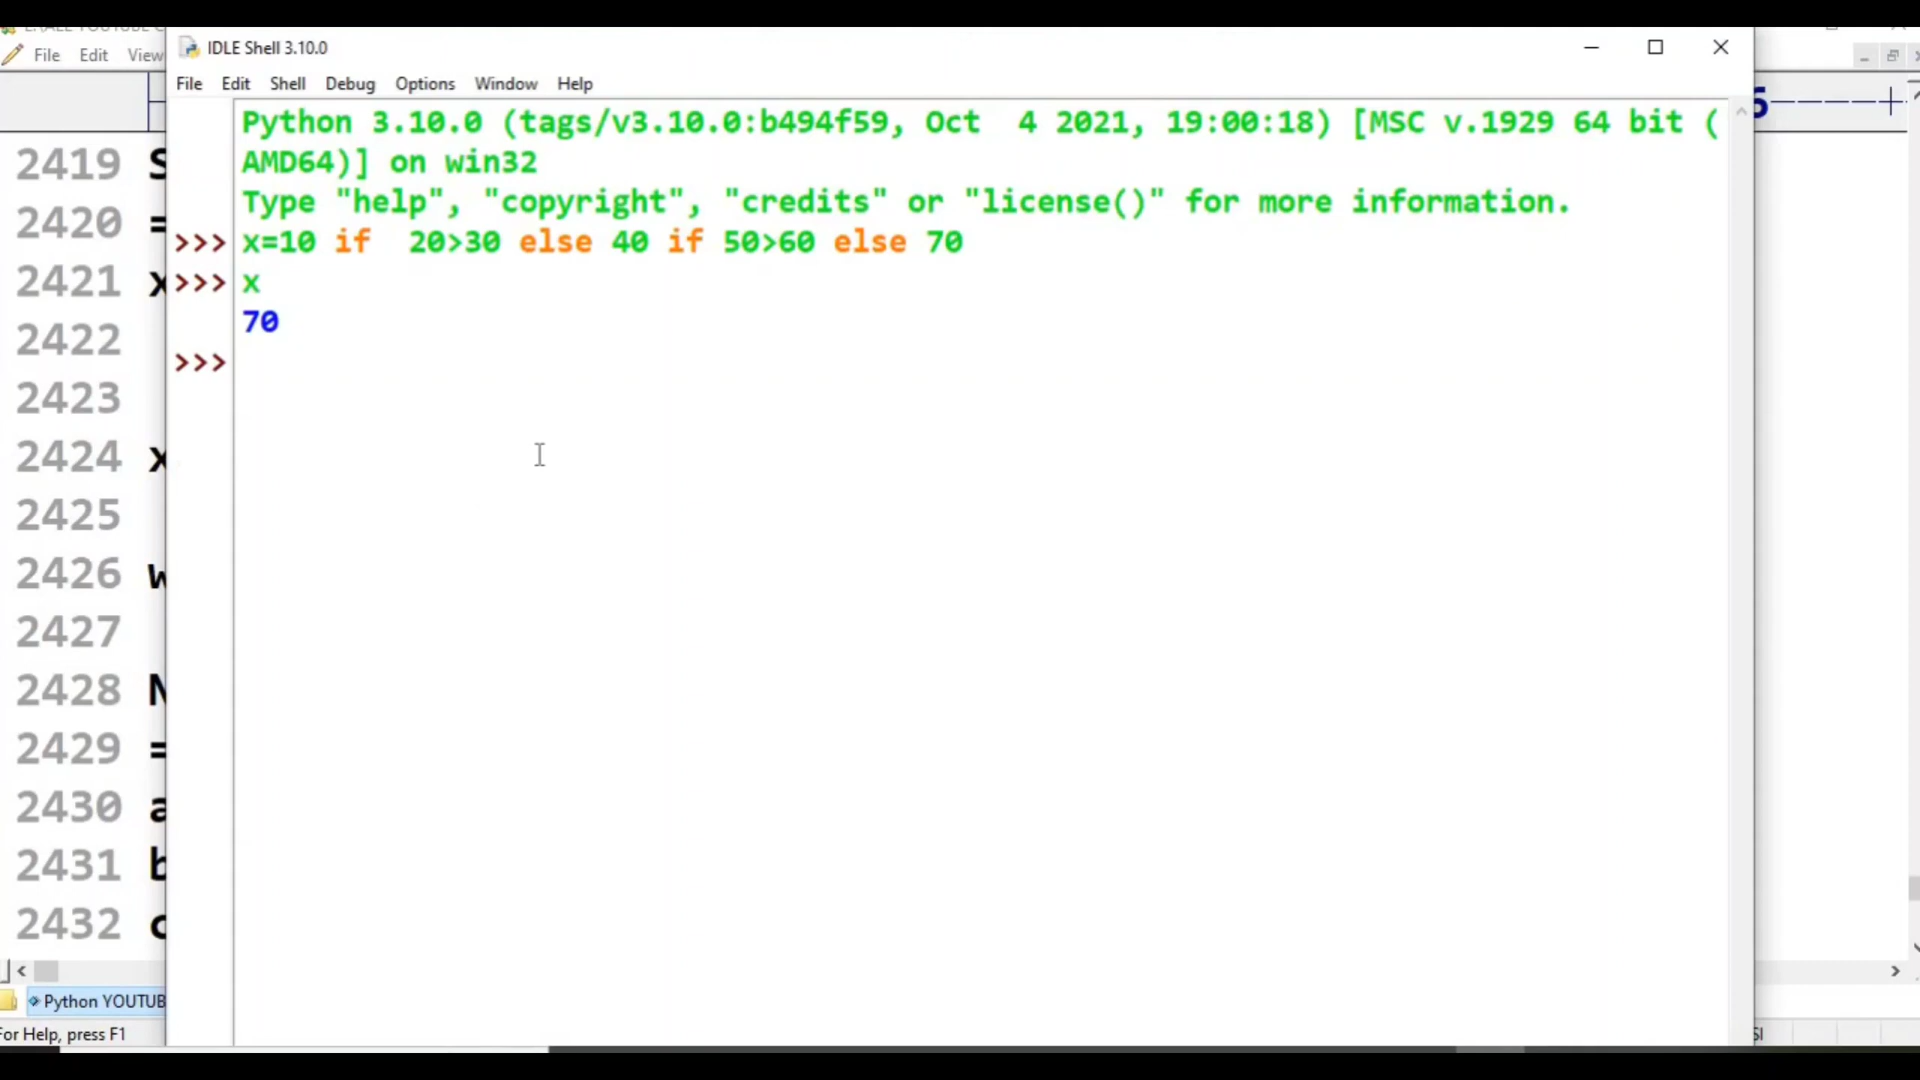 IDLE Shell 3.10.0
File Edit View
File Edit Shell Debug Options Window Help
Python 3.10.0 (tags/v3.10.0:b494f59, Oct  4 2021, 19:00:18) [MSC v.1929 64 bit (
AMD64)] on win32
Type "help", "copyright", "credits" or "license()" for more information.
>>> x=10 if  20>30 else 40 if 50>60 else 70
>>> x
70
>>>
2419 S
2420 =
2421 x
2422
2423
2424 x
2425
2426 w
2427
2428 N
2429 =
2430 a
2431 b
2432 c
Python YOUTUB
For Help, press F1